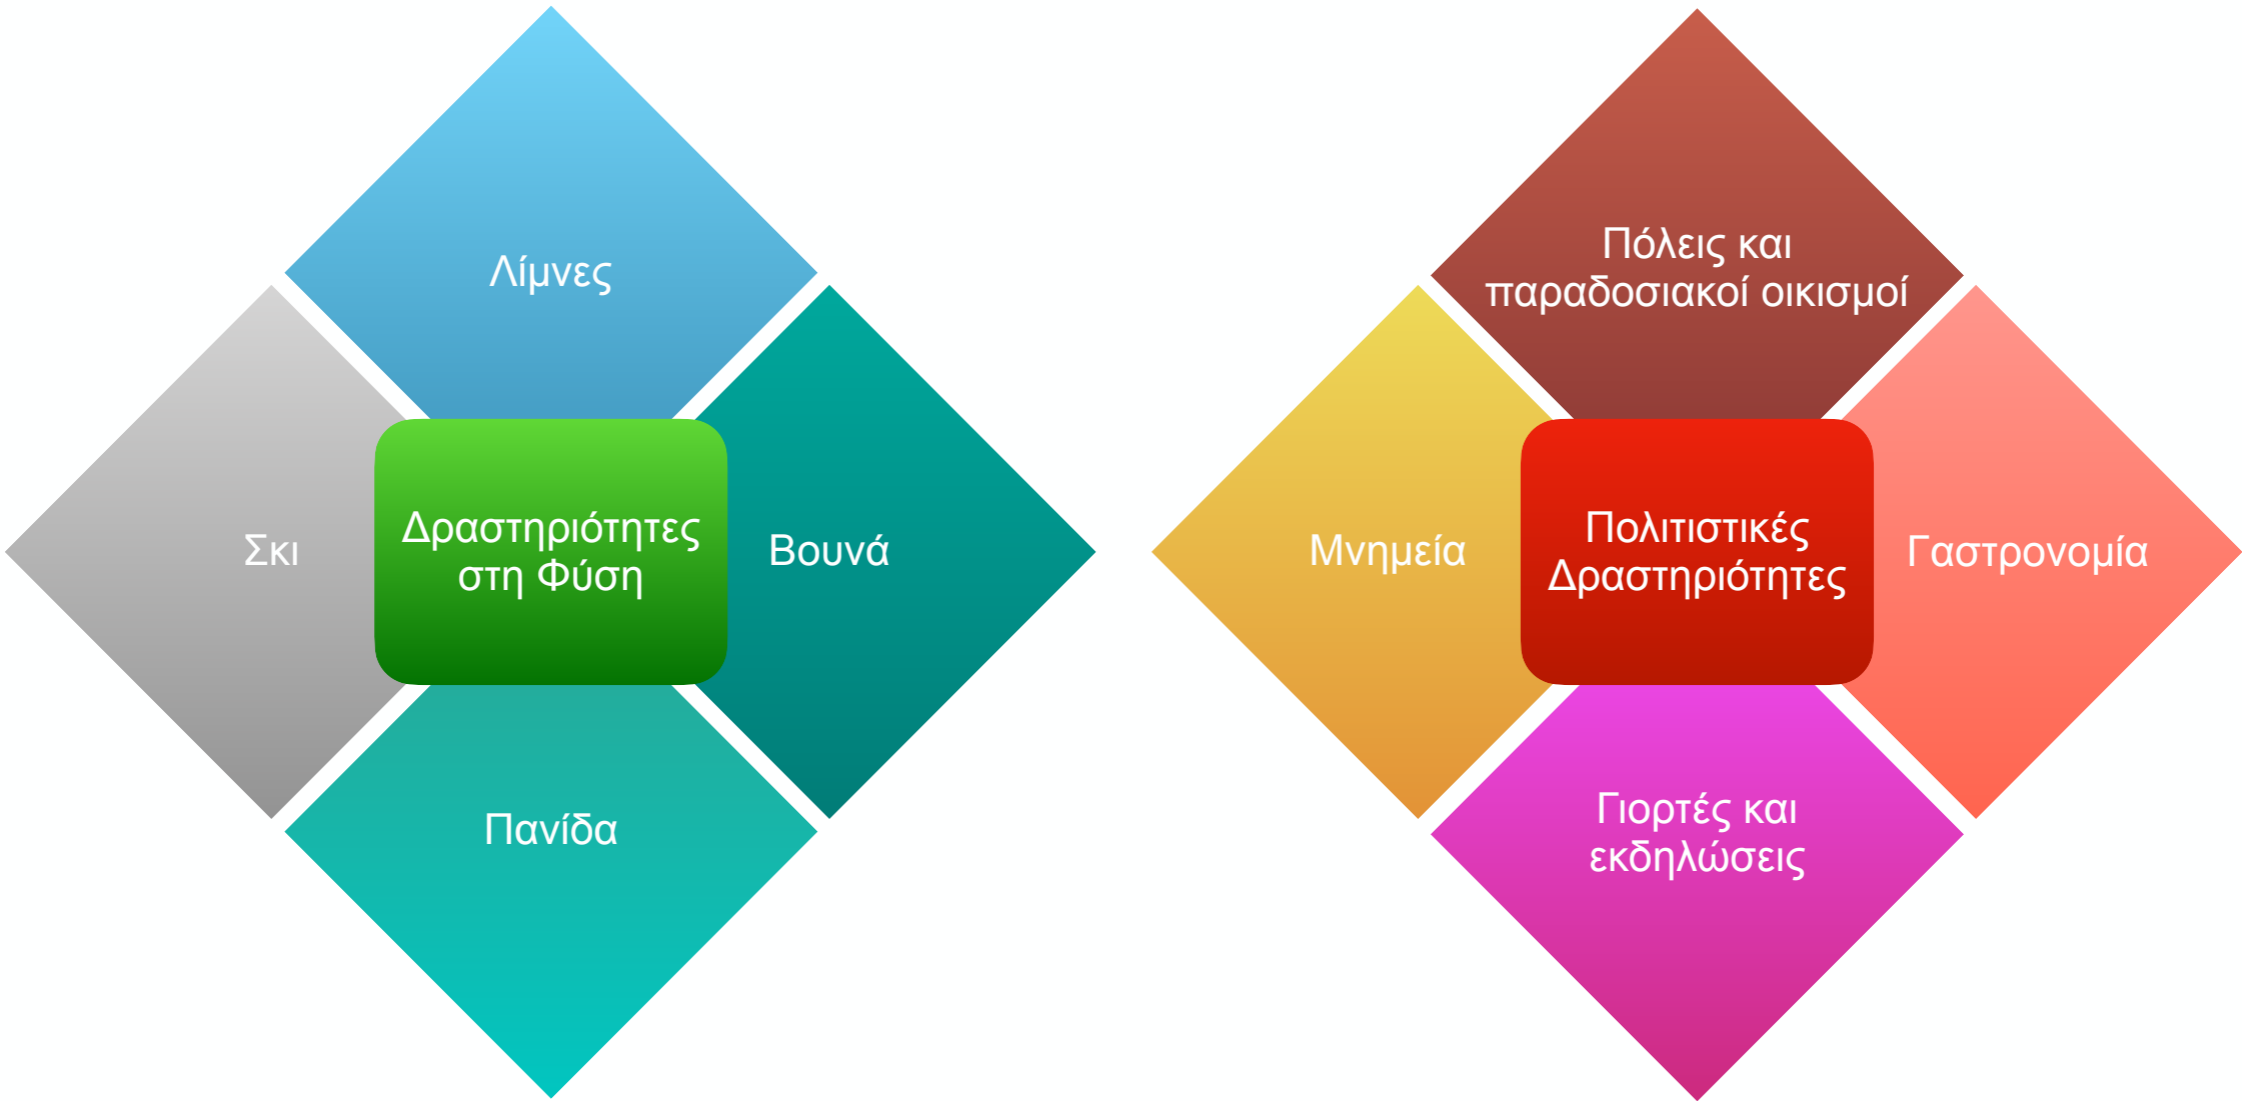 Λίμνες
Σκι
Δραστηριότητες
στη Φύση
Βουνά
Πανίδα
Πόλεις και
παραδοσιακοί οικισμοί
Μνημεία
Πολιτιστικές
Δραστηριότητες
Γαστρονομία
Γιορτές και
εκδηλώσεις